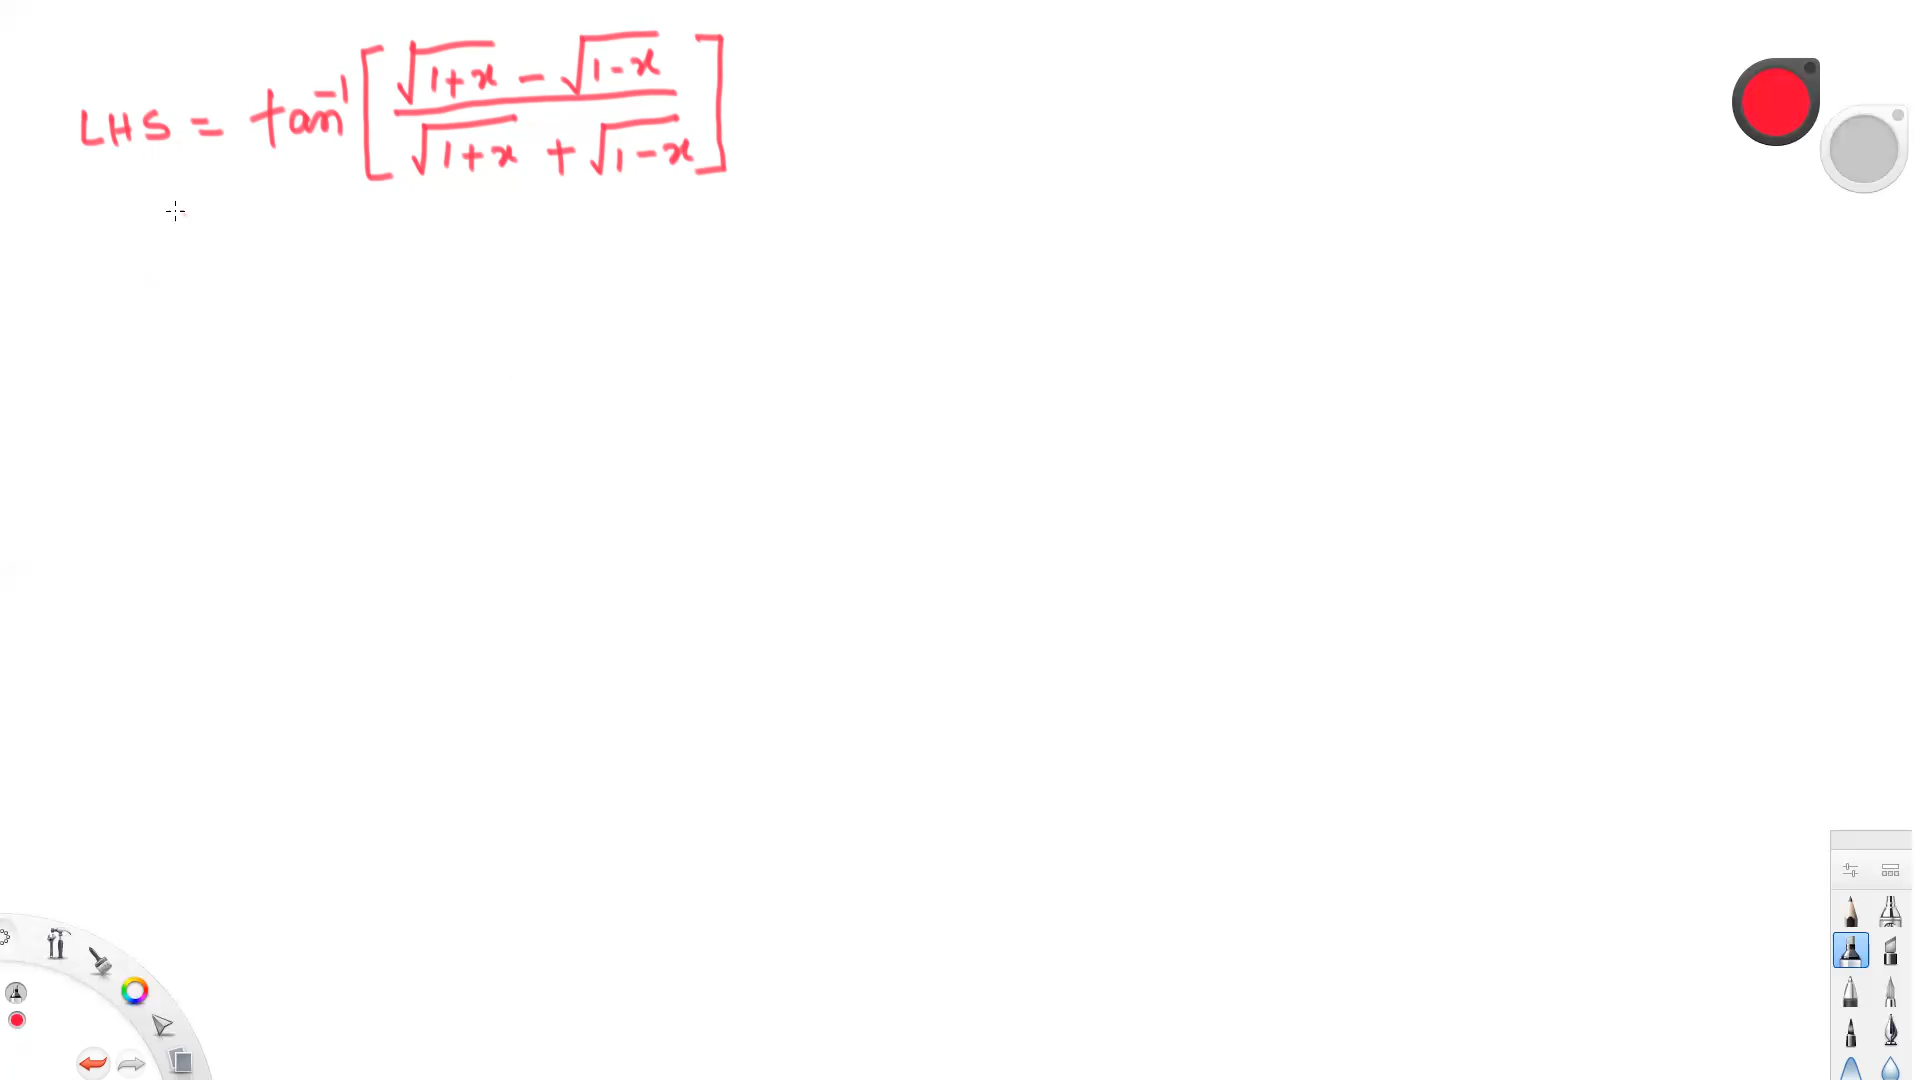 LHS = tan⁻¹ [ (√(1+x) − √(1−x)) / (√(1+x) + √(1−x)) ]